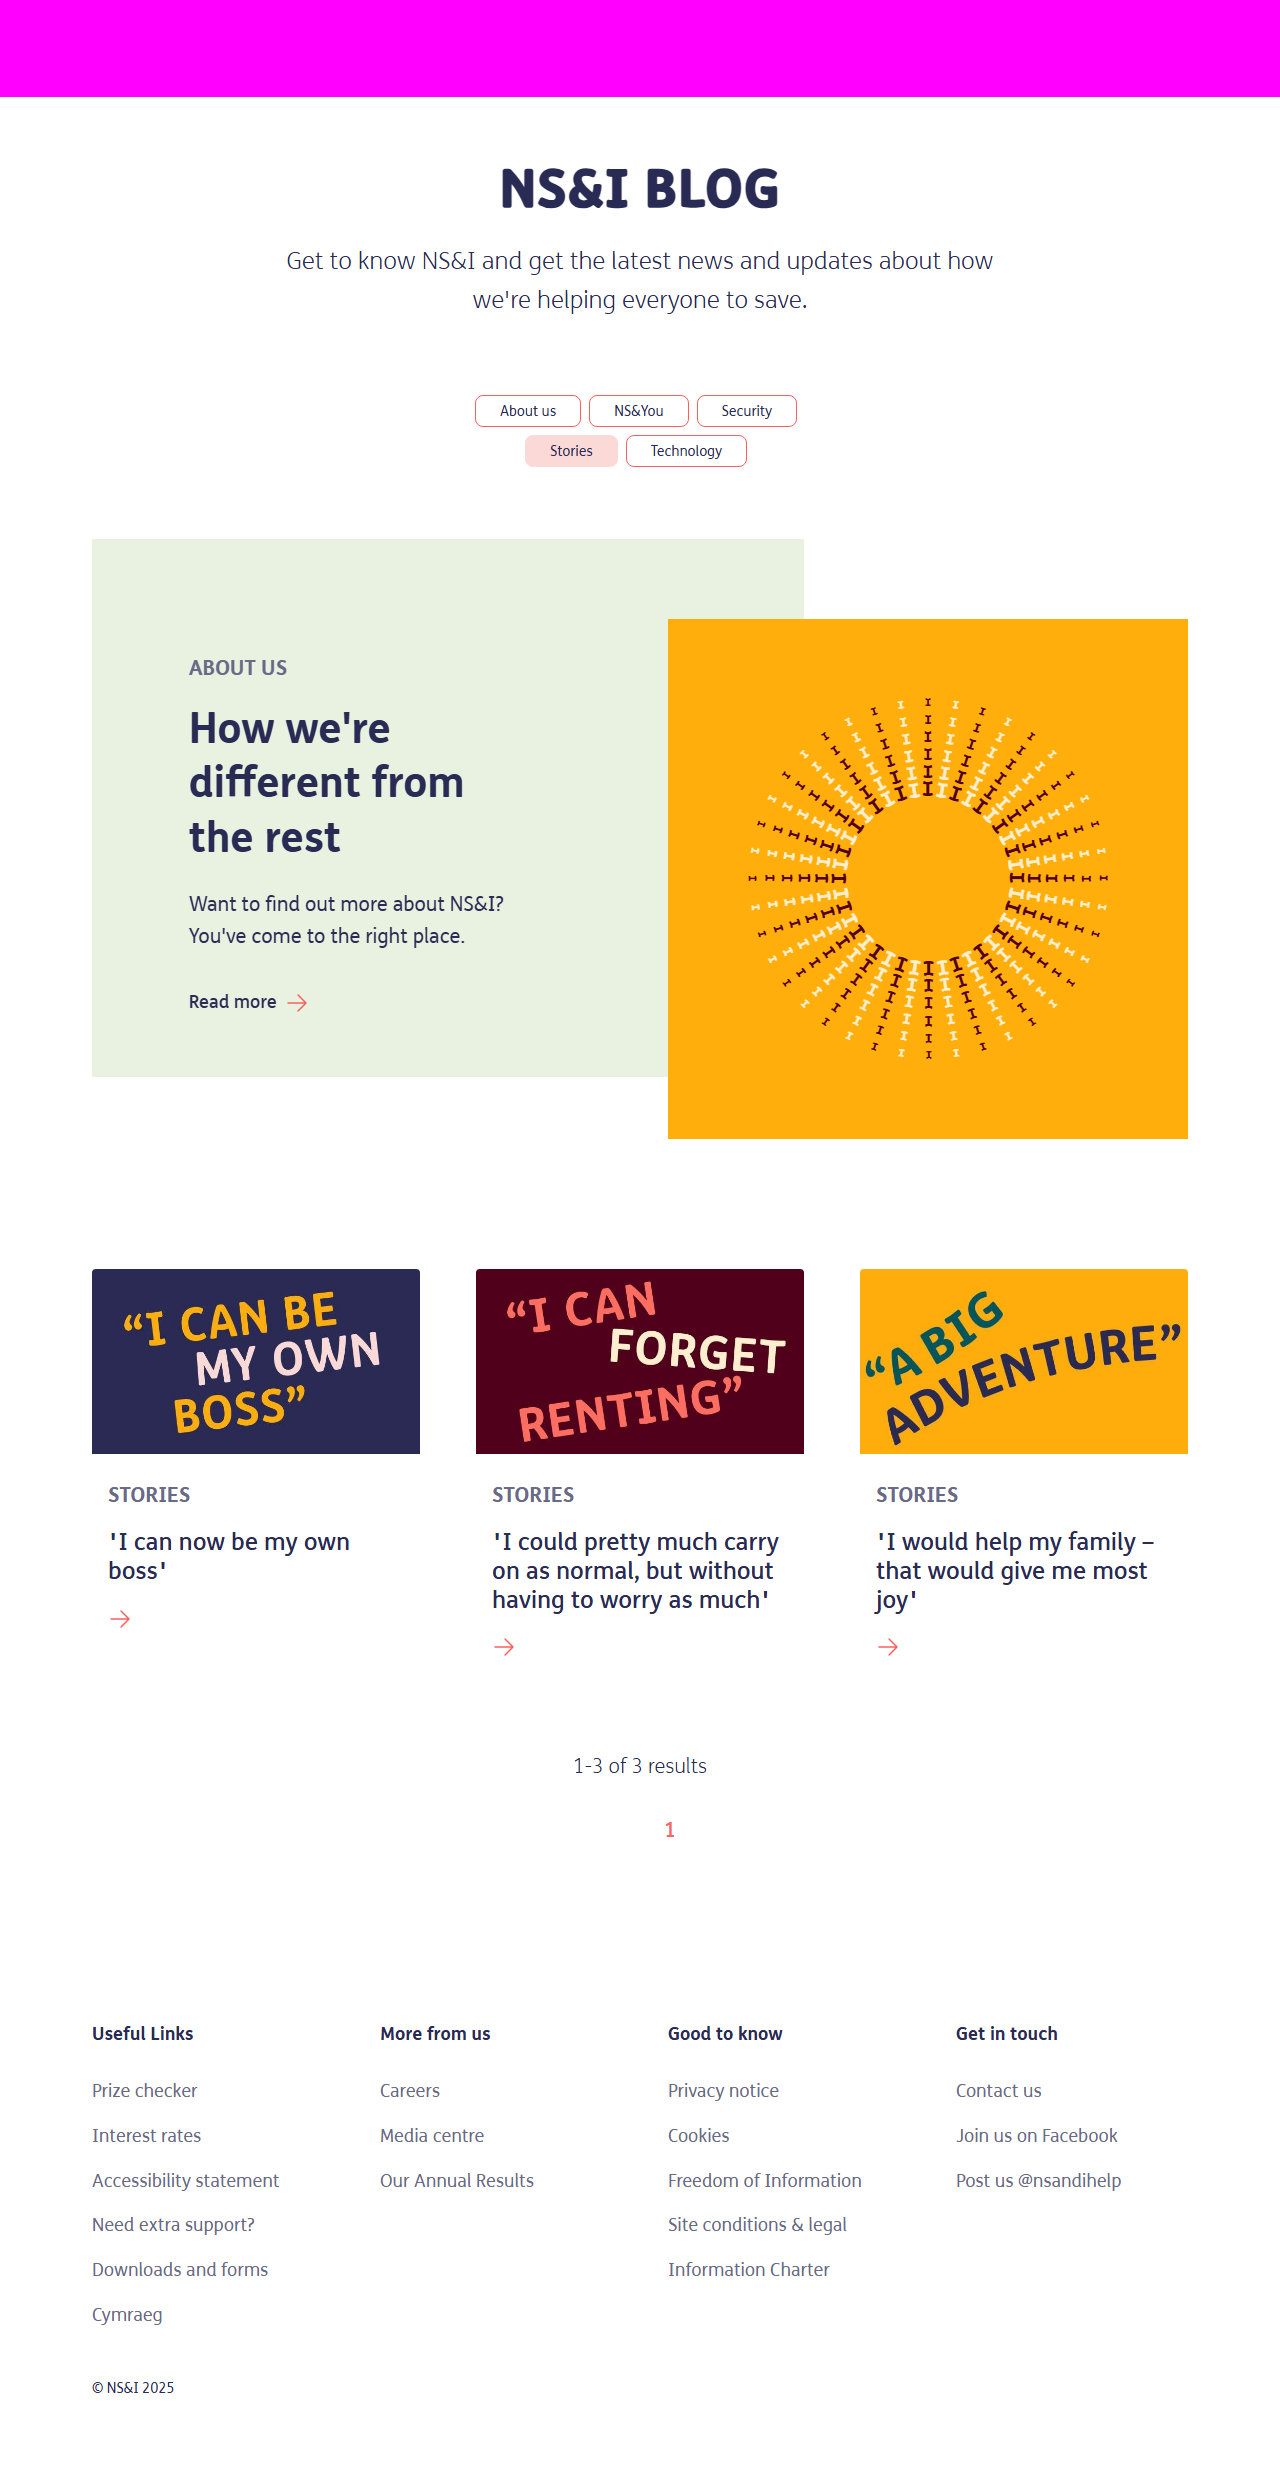 NS&I BLOG
Get to know NS&I and get the latest news and updates about how
we're helping everyone to save.
About us
NS&You
Security
Stories
Technology
ABOUT US
How we're
different from
the rest
Want to find out more about NS&I?
You've come to the right place.
Read more
“I CAN BE
MY OWN
BOSS”
STORIES
'I can now be my own
boss'
“I CAN
FORGET
RENTING”
STORIES
'I could pretty much carry
on as normal, but without
having to worry as much'
“A BIG
ADVENTURE”
STORIES
'I would help my family –
that would give me most
joy'
1-3 of 3 results
1
Useful Links
Prize checker
Interest rates
Accessibility statement
Need extra support?
Downloads and forms
Cymraeg
More from us
Careers
Media centre
Our Annual Results
Good to know
Privacy notice
Cookies
Freedom of Information
Site conditions & legal
Information Charter
Get in touch
Contact us
Join us on Facebook
Post us @nsandihelp
© NS&I 2025